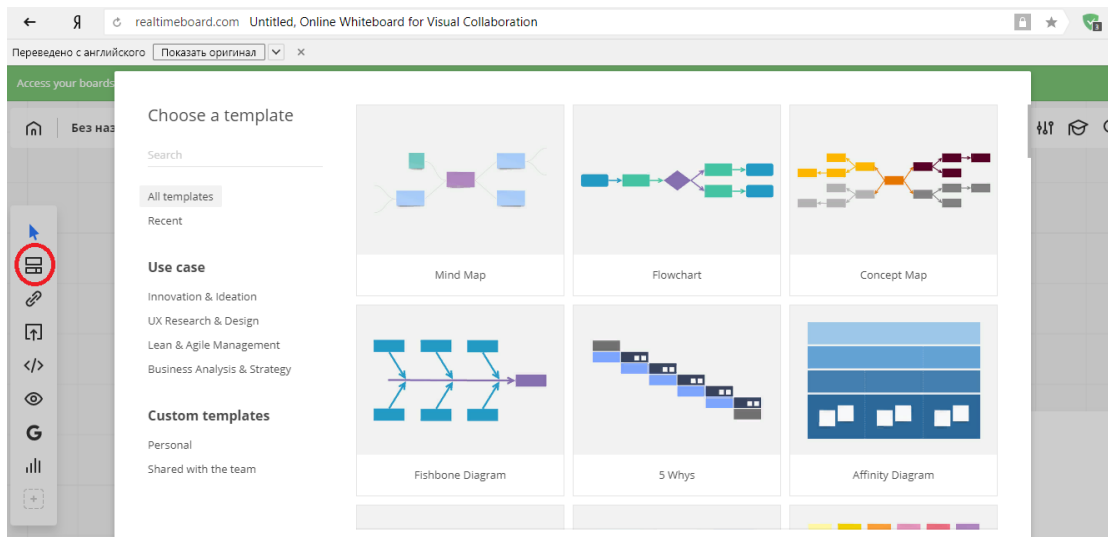 Я realtimeboard.com Untitled, Online Whiteboard for Visual Collaboration
3
Переведено с английского Показать оригинал
Access your boards
Без наз
Choose a template
Search
All templates
Recent
Use case
Innovation & Ideation
UX Research & Design
Lean & Agile Management
Business Analysis & Strategy
Custom templates
Personal
Shared with the team
Mind Map
Flowchart
Concept Map
Fishbone Diagram
5 Whys
Affinity Diagram
G